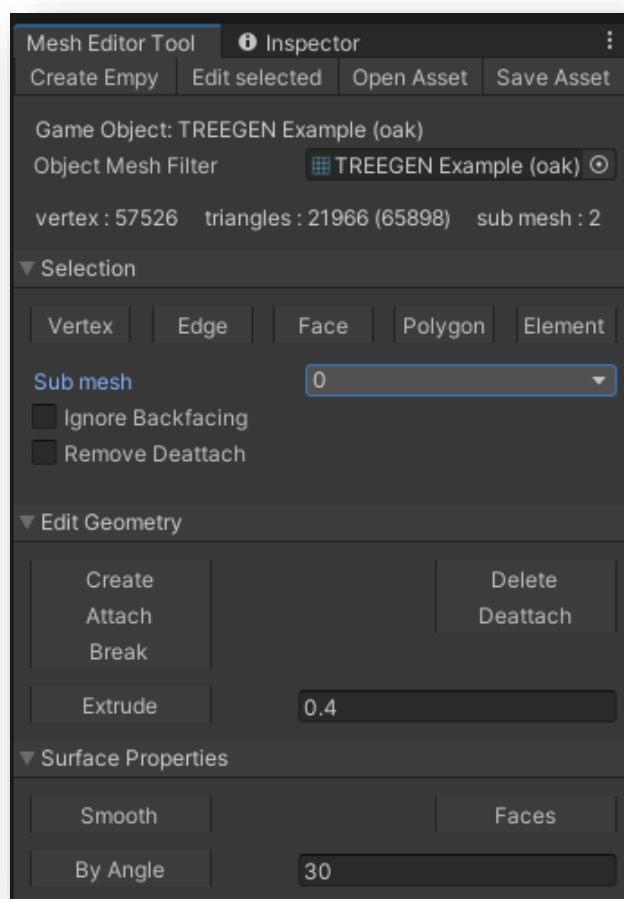 Mesh Editor Tool Inspector
Create Empy Edit selected Open Asset Save Asset
Game Object: TREEGEN Example (oak)
Object Mesh Filter TREEGEN Example (oak)
vertex : 57526 triangles : 21966 (65898) sub mesh : 2
Selection
Vertex Edge Face Polygon Element
Sub mesh 0
Ignore Backfacing
Remove Deattach
Edit Geometry
Create Delete
Attach Deattach
Break
Extrude 0.4
Surface Properties
Smooth Faces
By Angle 30